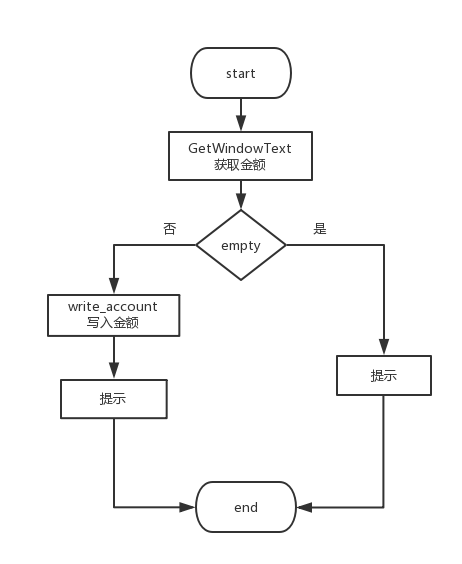 start
GetWindowText
获取金额
否
是
empty
write_account
写入金额
提示
提示
end